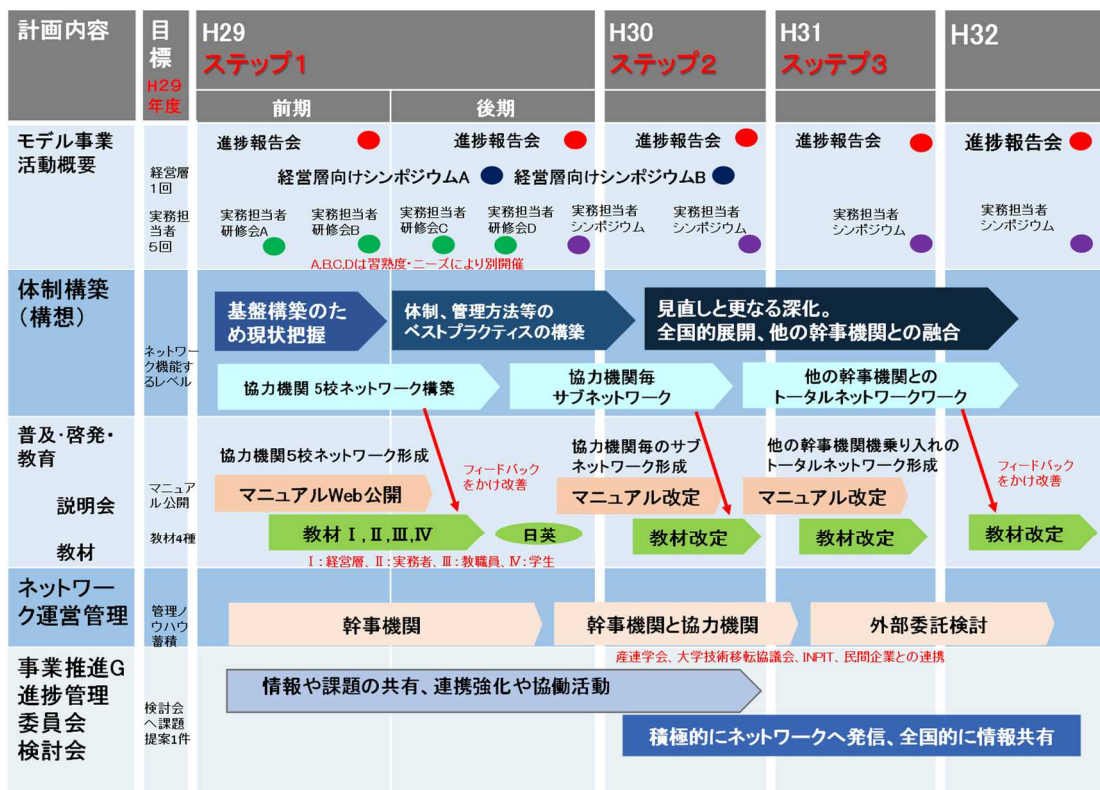 計画内容
目
標
H29
年度
H29
ステップ1
H30
ステップ2
H31
スッテプ3
H32
前期
後期
モデル事業
活動概要
経営層
1回
実務担
当者
5回
進捗報告会
進捗報告会
進捗報告会
進捗報告会
進捗報告会
経営層向けシンポジウムA
経営層向けシンポジウムB
実務担当者
研修会A
実務担当者
研修会B
実務担当者
研修会C
実務担当者
研修会D
実務担当者
シンポジウム
実務担当者
シンポジウム
実務担当者
シンポジウム
実務担当者
シンポジウム
A,B,C,Dは習熟度・ニーズにより別開催
体制構築
(構想)
ネットワー
ク機能す
るレベル
基盤構築のた
め現状把握
体制、管理方法等の
ベストプラクティスの構築
見直しと更なる深化。
全国的展開、他の幹事機関との融合
協力機関 5校ネットワーク構築
協力機関毎
サブネットワーク
他の幹事機関との
トータルネットワークワーク
普及・啓発・
教育
説明会
教材
マニュア
ル公開
教材4種
協力機関5校ネットワーク形成
フィードバック
をかけ改善
協力機関毎のサブ
ネットワーク形成
他の幹事機関機乗り入れの
トータルネットワーク形成
フィードバック
をかけ改善
マニュアルWeb公開
マニュアル改定
マニュアル改定
教材Ⅰ,Ⅱ,Ⅲ,Ⅳ
日英
教材改定
教材改定
教材改定
Ⅰ:経営層、Ⅱ:実務者、Ⅲ:教職員、Ⅳ:学生
ネットワー
ク運営管理
管理ノ
ウハウ
蓄積
幹事機関
幹事機関と協力機関
外部委託検討
産連学会、大学技術移転協議会、INPIT、民間企業との連携
事業推進G
進捗管理
委員会
検討会
検討会
へ課題
提案1件
情報や課題の共有、連携強化や協働活動
積極的にネットワークへ発信、全国的に情報共有